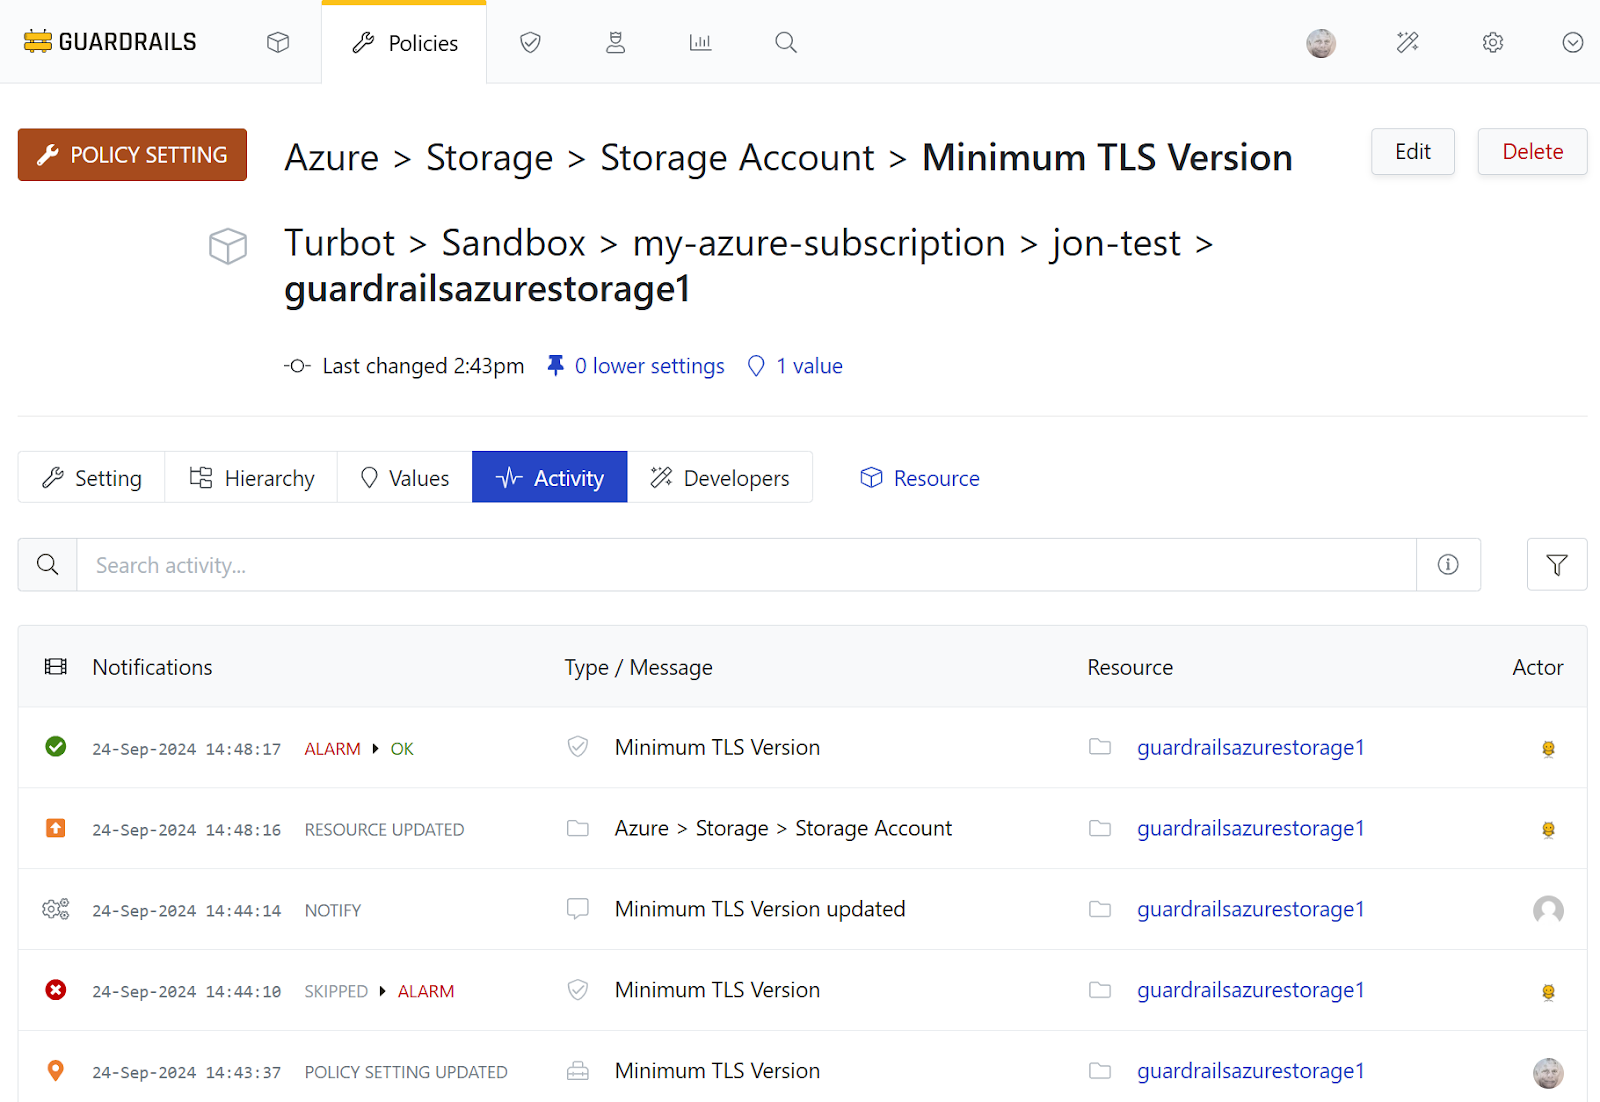 GUARDRAILS
Policies
POLICY SETTING
Azure > Storage > Storage Account > Minimum TLS Version
Edit
Delete
Turbot > Sandbox > my-azure-subscription > jon-test >
guardrailsazurestorage1
Last changed 2:43pm
0 lower settings
1 value
Setting
Hierarchy
Values
Activity
Developers
Resource
Search activity...
Notifications Type / Message Resource Actor
24-Sep-2024 14:48:17 ALARM OK Minimum TLS Version guardrailsazurestorage1
24-Sep-2024 14:48:16 RESOURCE UPDATED Azure > Storage > Storage Account guardrailsazurestorage1
24-Sep-2024 14:44:14 NOTIFY Minimum TLS Version updated guardrailsazurestorage1
24-Sep-2024 14:44:10 SKIPPED ALARM Minimum TLS Version guardrailsazurestorage1
24-Sep-2024 14:43:37 POLICY SETTING UPDATED Minimum TLS Version guardrailsazurestorage1